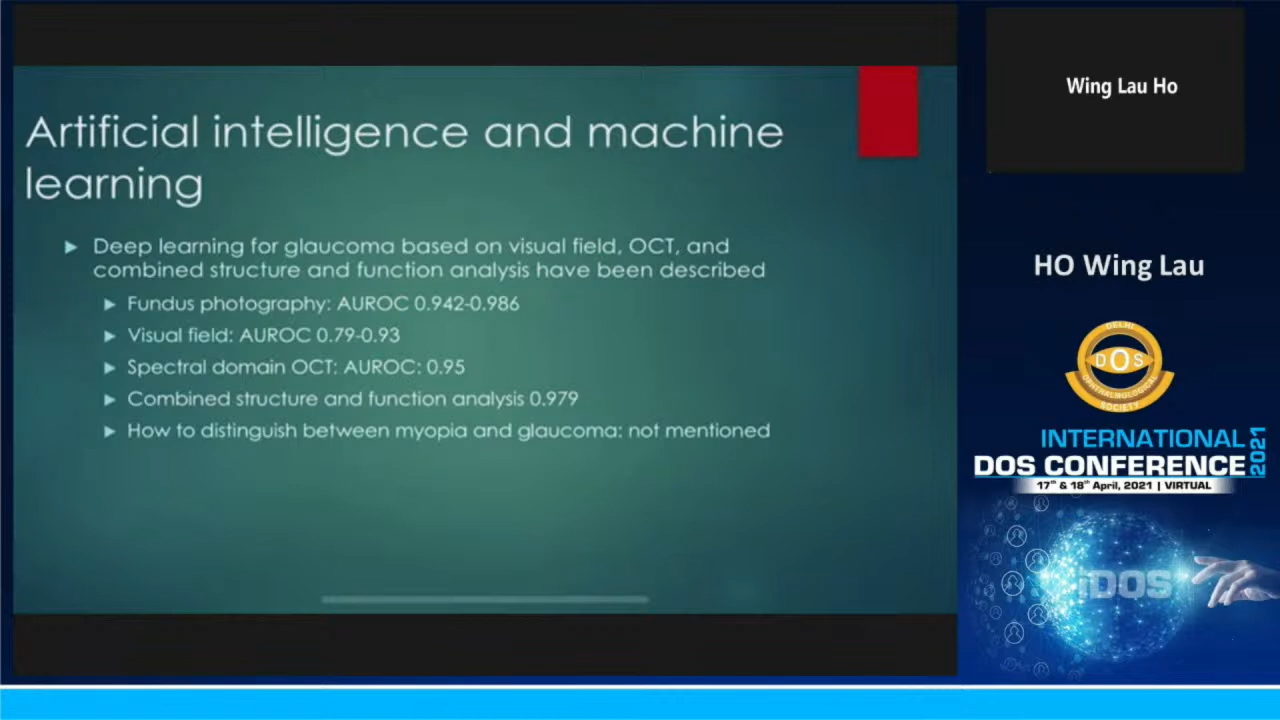 Artificial intelligence and machine
learning
Deep learning for glaucoma based on visual field, OCT, and
combined structure and function analysis have been described
Fundus photography: AUROC 0.942-0.986
Visual field: AUROC 0.79-0.93
Spectral domain OCT: AUROC: 0.95
Combined structure and function analysis 0.979
How to distinguish between myopia and glaucoma: not mentioned
Wing Lau Ho
HO Wing Lau
DELHI
DOS
OPHTHALMOLOGICAL
SOCIETY
INTERNATIONAL
DOS CONFERENCE
2021
17th & 18th April, 2021 | VIRTUAL
iDOS